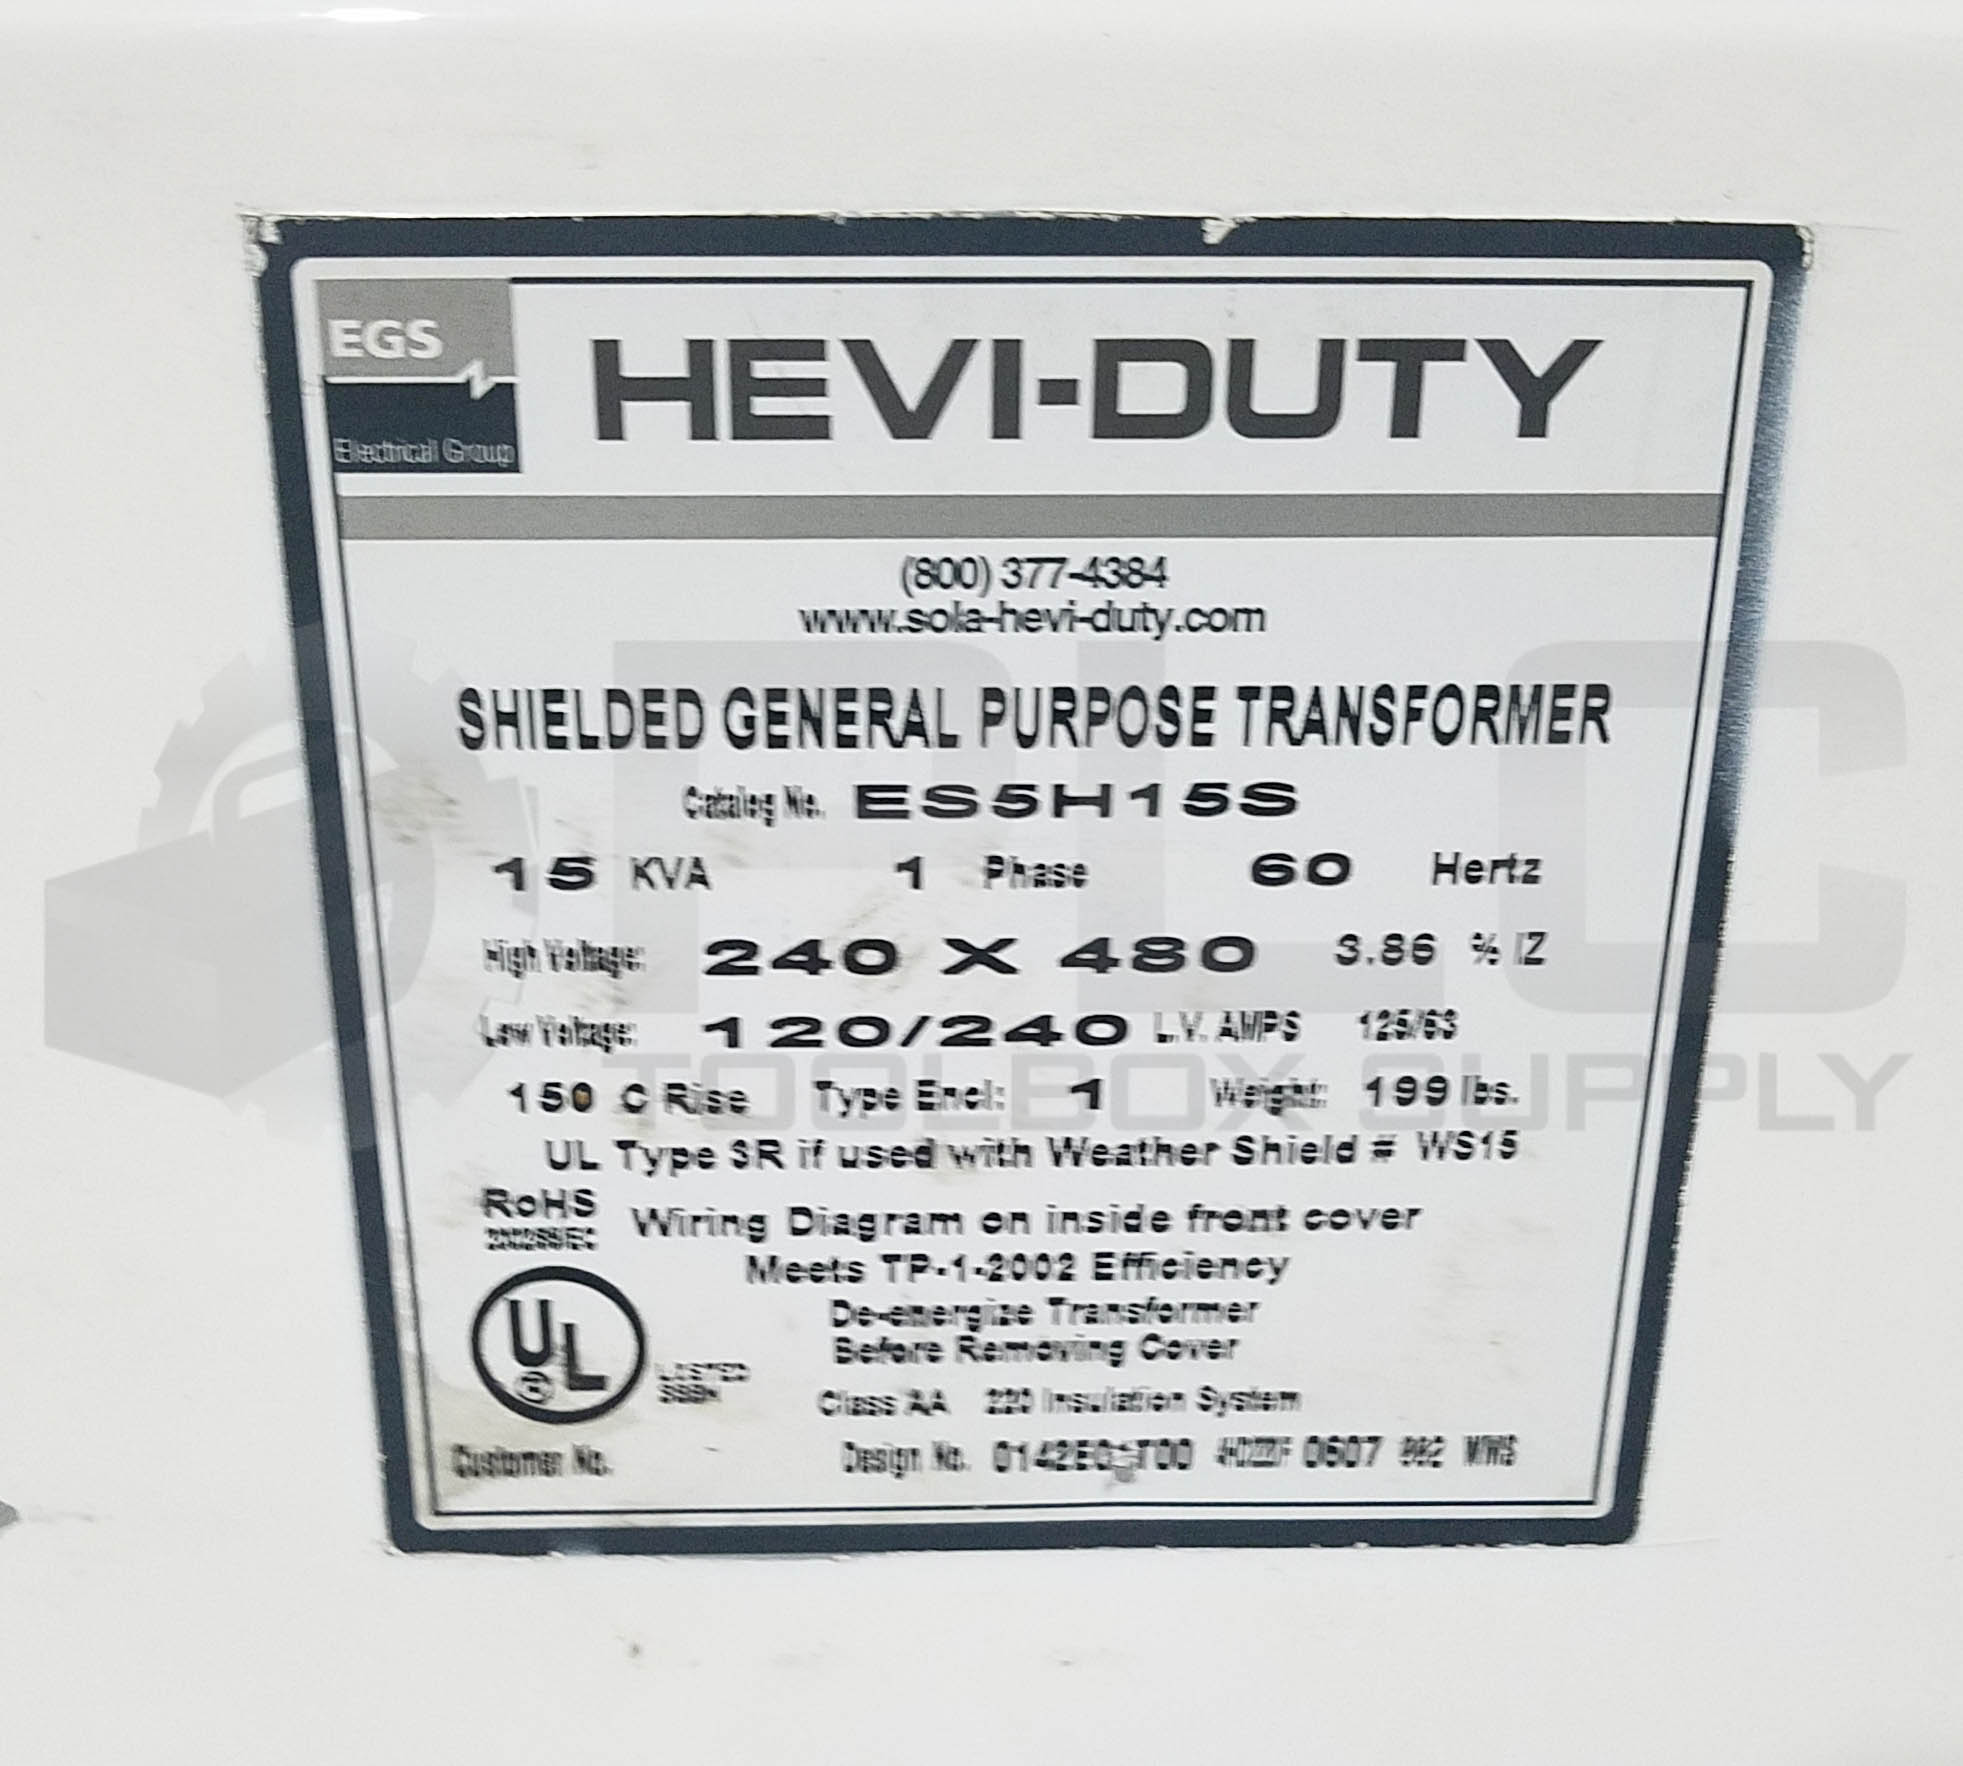 EGS
Electrical Group
HEVI-DUTY
(800) 377-4384
www.sola-hevi-duty.com
SHIELDED GENERAL PURPOSE TRANSFORMER
Catalog No. ES5H15S
15 KVA 1 Phase 60 Hertz
High Voltage: 240 X 480 3.86 % IZ
Low Voltage: 120/240 L.V. AMPS 125/63
150 C Rise Type Encl: 1 Weight: 199 lbs.
UL Type 3R if used with Weather Shield # WS15
RoHS
Wiring Diagram on inside front cover
Meets TP-1-2002 Efficiency
De-energize Transformer
Before Removing Cover
UL ®
LISTED
Class AA 220 Insulation System
Customer No.
Design No. 0607 MWS
PLC
TOOLBOX SUPPLY